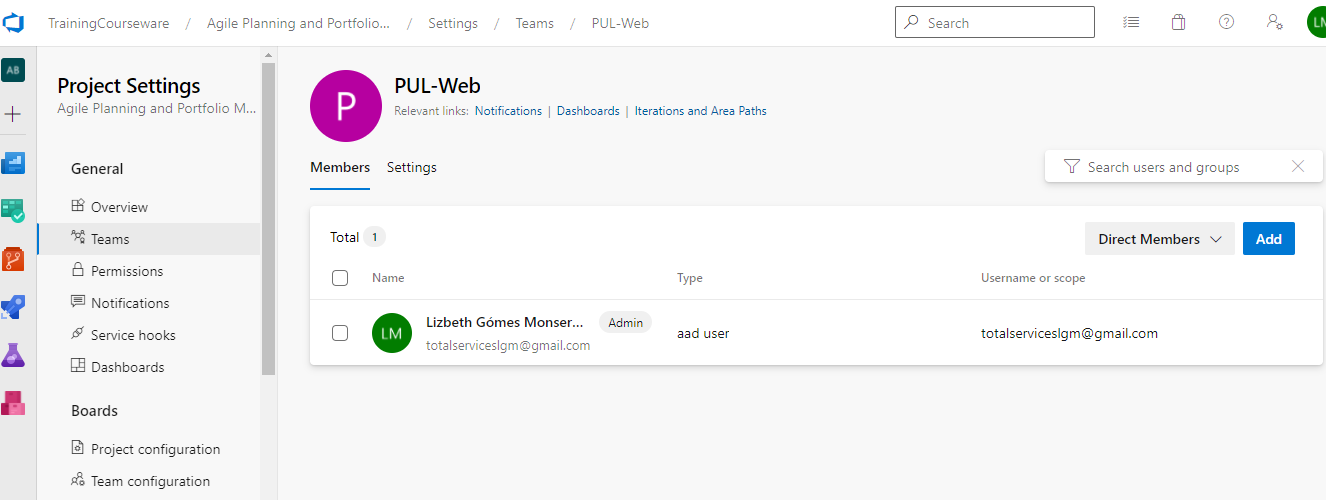 TrainingCourseware / Agile Planning and Portfolio... / Settings / Teams / PUL-Web
Search
LM
AB
Project Settings
Agile Planning and Portfolio M...
General
Overview
Teams
Permissions
Notifications
Service hooks
Dashboards
Boards
Project configuration
Team configuration
P
PUL-Web
Relevant links: Notifications | Dashboards | Iterations and Area Paths
Members Settings
Search users and groups
Total 1
Direct Members
Add
Name Type Username or scope
LM
Lizbeth Gómes Monser... Admin
totalserviceslgm@gmail.com
aad user
totalserviceslgm@gmail.com